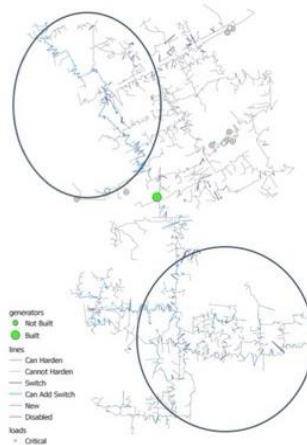 generators
Not Built
Built
lines
Can Harden
Cannot Harden
Switch
Can Add Switch
New
Disabled
loads
Critical